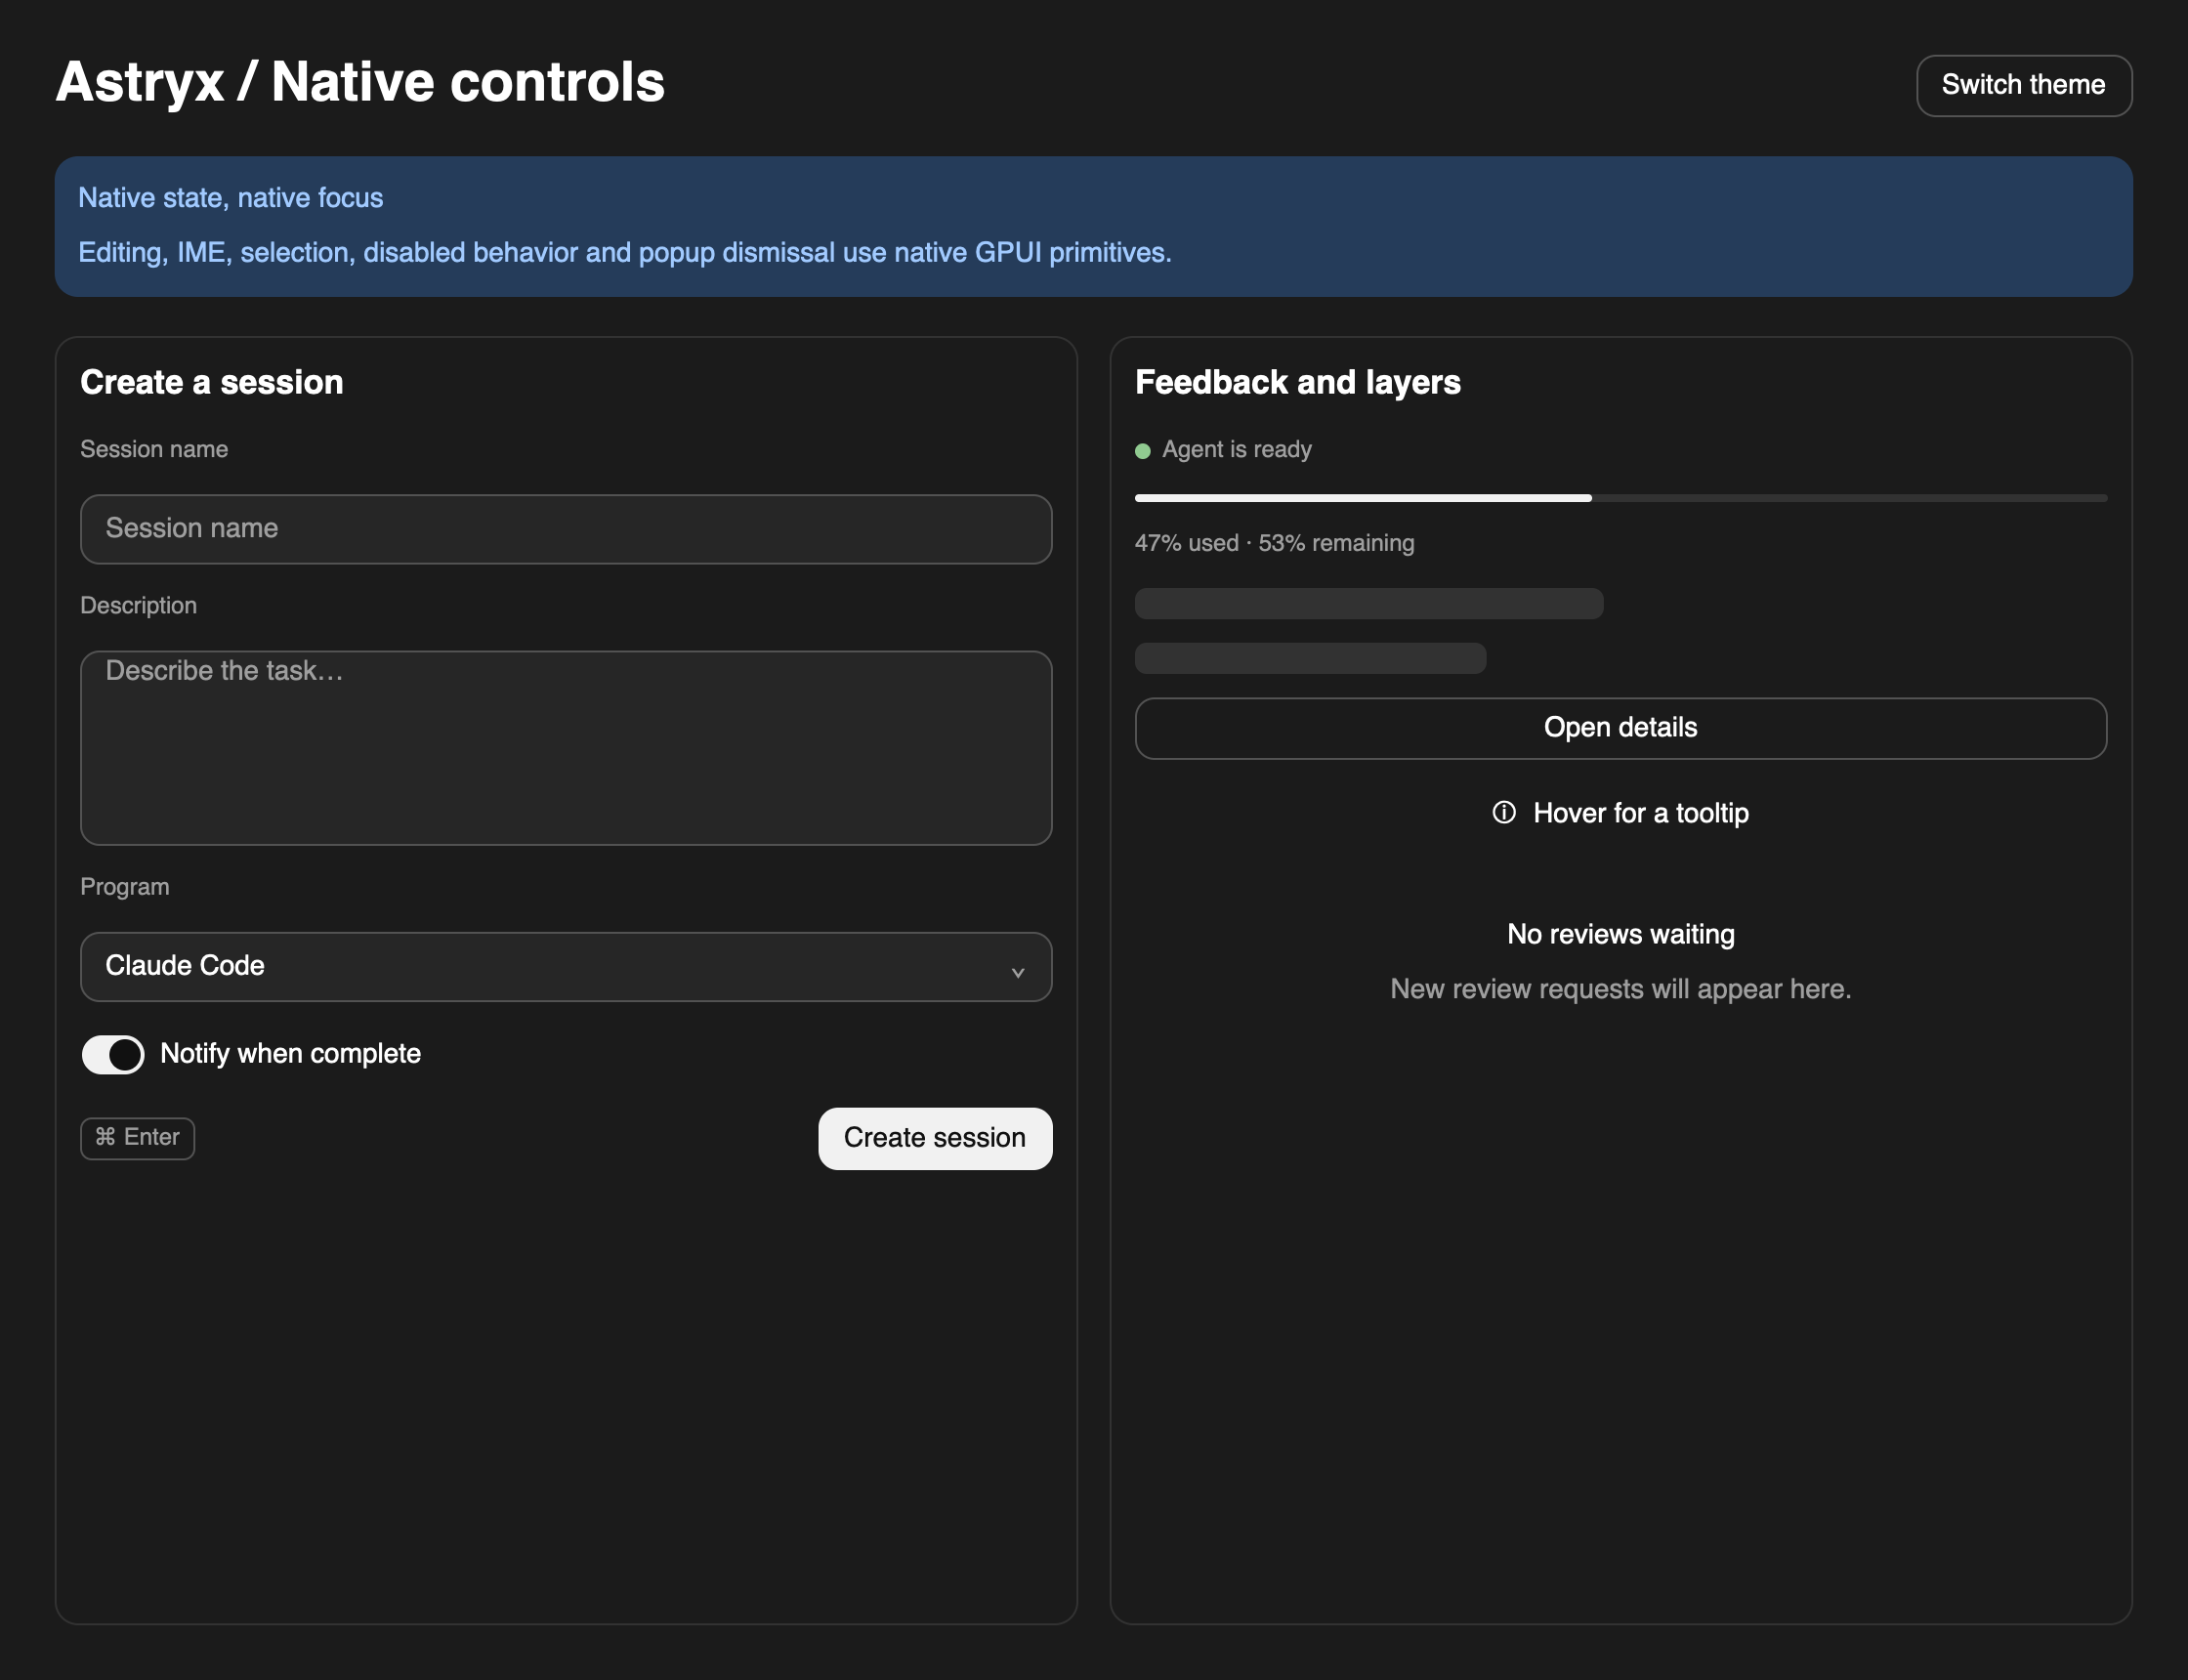 Astryx / Native controls
Switch theme
Native state, native focus
Editing, IME, selection, disabled behavior and popup dismissal use native GPUI primitives.
Create a session
Session name
Session name
Description
Describe the task…
Program
Claude Code
Notify when complete
⌘ Enter
Create session
Feedback and layers
Agent is ready
47% used · 53% remaining
Open details
Hover for a tooltip
No reviews waiting
New review requests will appear here.